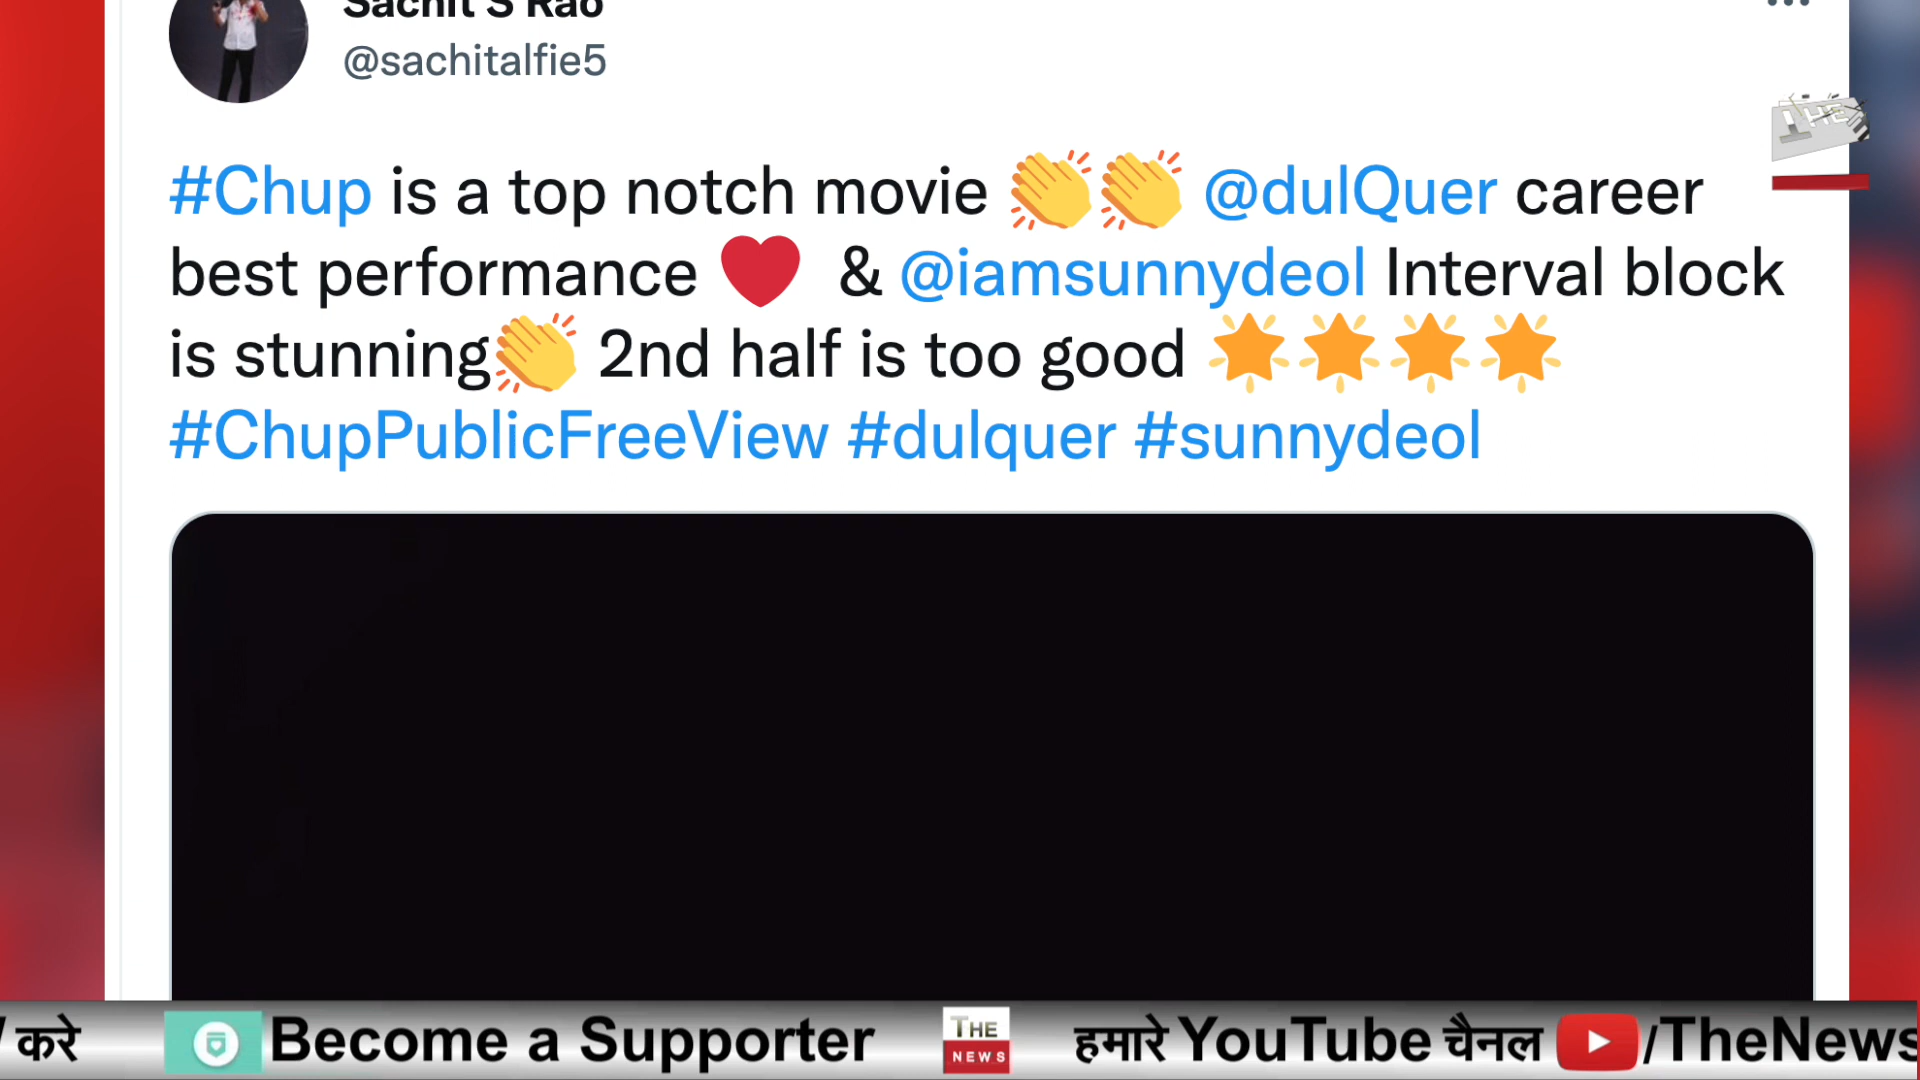 Sachit S Rao
@sachitalfie5
#Chup is a top notch movie 👏👏 @dulQuer career
best performance ❤️ & @iamsunnydeol Interval block
is stunning👏 2nd half is too good 🌟🌟🌟🌟
#ChupPublicFreeView #dulquer #sunnydeol
THE
करे Become a Supporter THE NEWS हमारे YouTube चैनल /TheNews